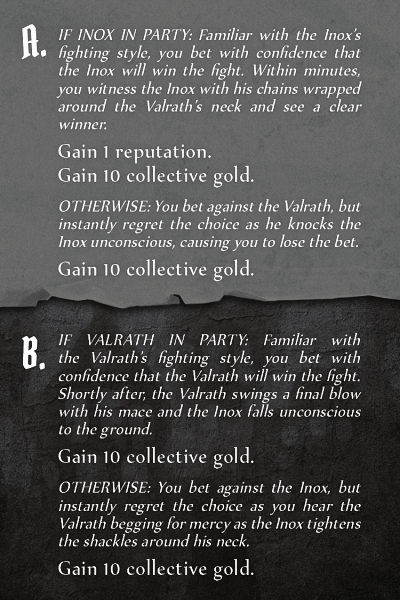 A.
IF INOX IN PARTY: Familiar with the Inox's
fighting style, you bet with confidence that
the Inox will win the fight. Within minutes,
you witness the Inox with his chains wrapped
around the Valrath's neck and see a clear
winner.
Gain 1 reputation.
Gain 10 collective gold.
OTHERWISE: You bet against the Valrath, but
instantly regret the choice as he knocks the
Inox unconscious, causing you to lose the bet.
Gain 10 collective gold.
B.
IF VALRATH IN PARTY: Familiar with
the Valrath's fighting style, you bet with
confidence that the Valrath will win the fight.
Shortly after, the Valrath swings a final blow
with his mace and the Inox falls unconscious
to the ground.
Gain 10 collective gold.
OTHERWISE: You bet against the Inox, but
instantly regret the choice as you hear the
Valrath begging for mercy as the Inox tightens
the shackles around his neck.
Gain 10 collective gold.